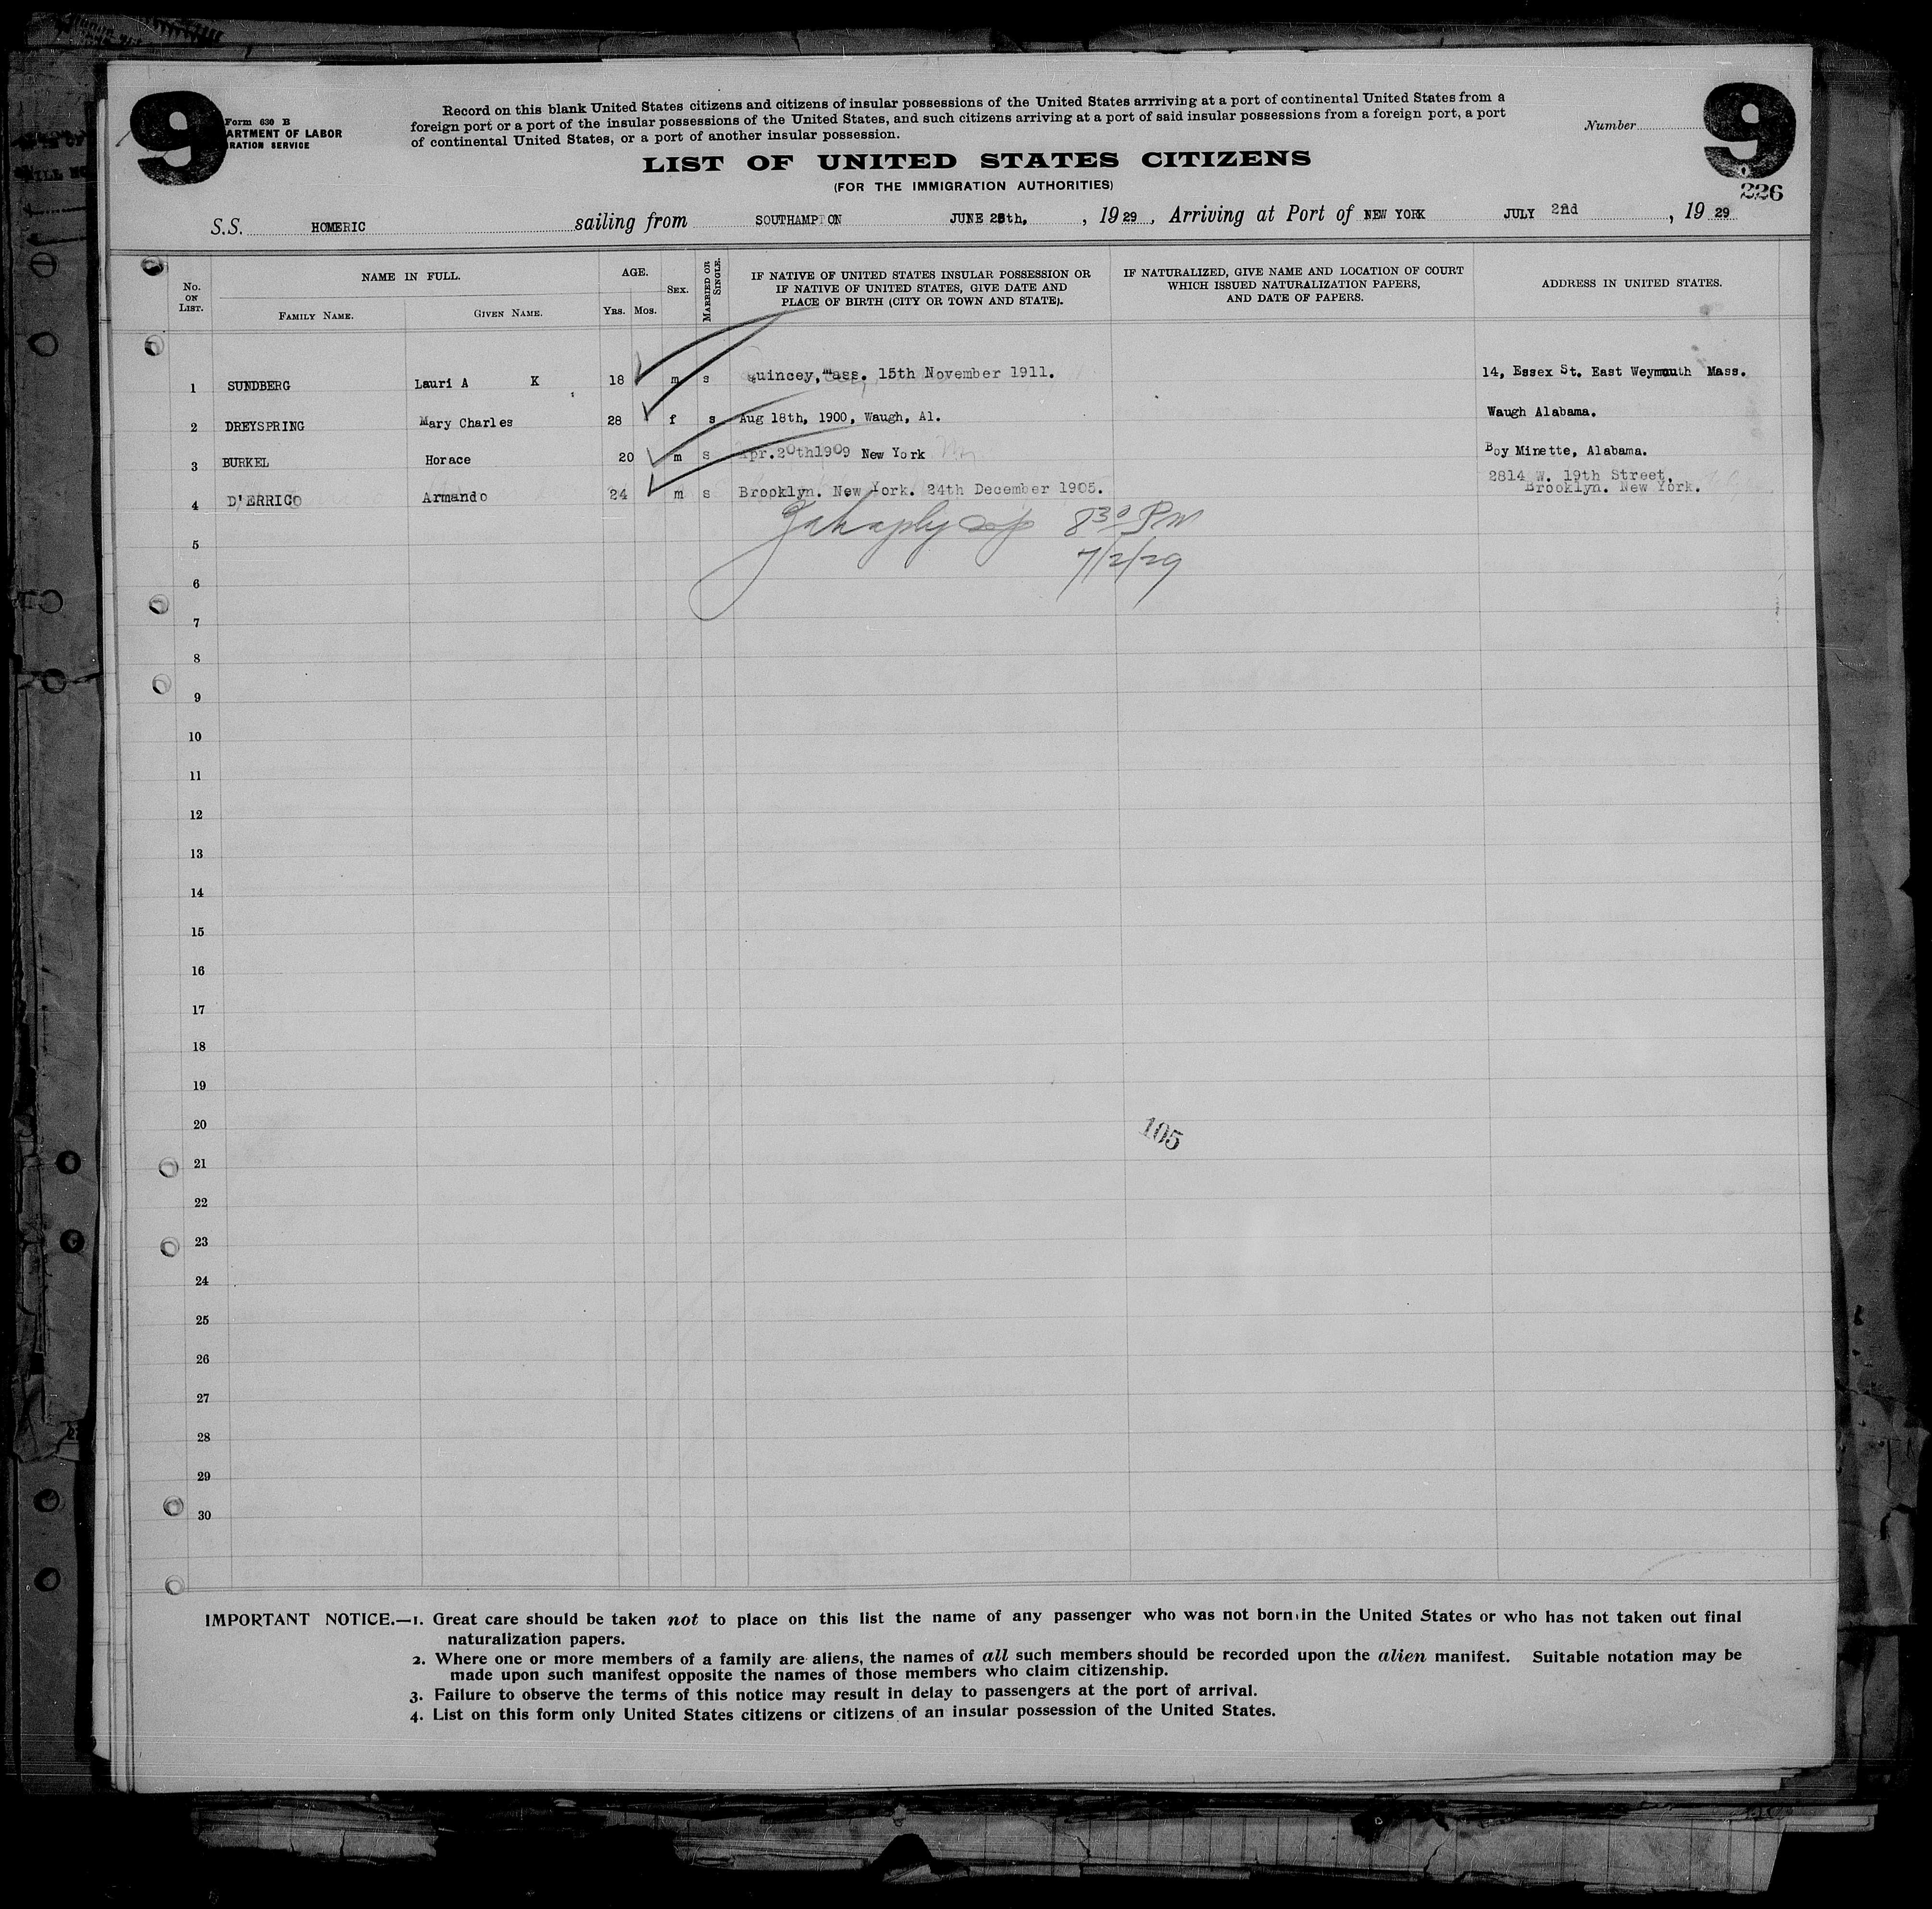 9
9
Form 630 B
ARTMENT OF LABOR
RATION SERVICE
Record on this blank United States citizens and citizens of insular possessions of the United States arrriving at a port of continental United States from a
foreign port or a port of the insular possessions of the United States, and such citizens arriving at a port of said insular possessions from a foreign port, a port
of continental United States, or a port of another insular possession.
Number
LIST OF UNITED STATES CITIZENS
(FOR THE IMMIGRATION AUTHORITIES)
226
S.S. HOMERIC sailing from SOUTHAMPTON JUNE 28th, , 19 29 , Arriving at Port of NEW YORK JULY 2nd , 19 29
No. ON LIST.
NAME IN FULL.
FAMILY NAME.
GIVEN NAME.
AGE.
YRS. MOS.
SEX.
MARRIED OR SINGLE.
IF NATIVE OF UNITED STATES INSULAR POSSESSION OR
IF NATIVE OF UNITED STATES, GIVE DATE AND
PLACE OF BIRTH (CITY OR TOWN AND STATE).
IF NATURALIZED, GIVE NAME AND LOCATION OF COURT
WHICH ISSUED NATURALIZATION PAPERS,
AND DATE OF PAPERS.
ADDRESS IN UNITED STATES.
1 SUNDBERG Lauri A K 18 m s Quincey, Mass. 15th November 1911. 14, Essex St. East Weymouth Mass.
2 DREYSPRING Mary Charles 28 f s Aug 18th, 1900, Waugh, Al. Waugh Alabama.
3 BURKEL Horace 20 m s Apr. 20th 1909 New York Boy Minette, Alabama.
4 D'ERRICO Armando 24 m s Brooklyn. New York. 24th December 1905. 2814 W. 19th Street,
Brooklyn. New York.
8 30 PM
7/2/29
5
6
7
8
9
10
11
12
13
14
15
16
17
18
19
20
105
21
22
23
24
25
26
27
28
29
30
IMPORTANT NOTICE.—1. Great care should be taken not to place on this list the name of any passenger who was not born in the United States or who has not taken out final
naturalization papers.
2. Where one or more members of a family are aliens, the names of all such members should be recorded upon the alien manifest. Suitable notation may be
made upon such manifest opposite the names of those members who claim citizenship.
3. Failure to observe the terms of this notice may result in delay to passengers at the port of arrival.
4. List on this form only United States citizens or citizens of an insular possession of the United States.